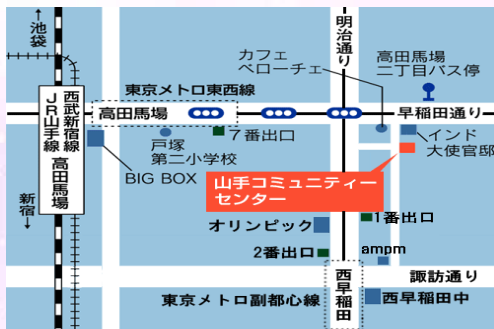 ↑池袋
明治通り
カフェ
ベローチェ
高田馬場
二丁目バス停
東京メトロ東西線
西武新宿線
JR山手線
高田馬場
高田馬場
早稲田通り
7番出口
戸塚
第二小学校
BIG BOX
インド
大使官邸
山手コミュニティー
センター
新宿↓
オリンピック
1番出口
2番出口
ampm
西早稲田
諏訪通り
東京メトロ副都心線
西早稲田中